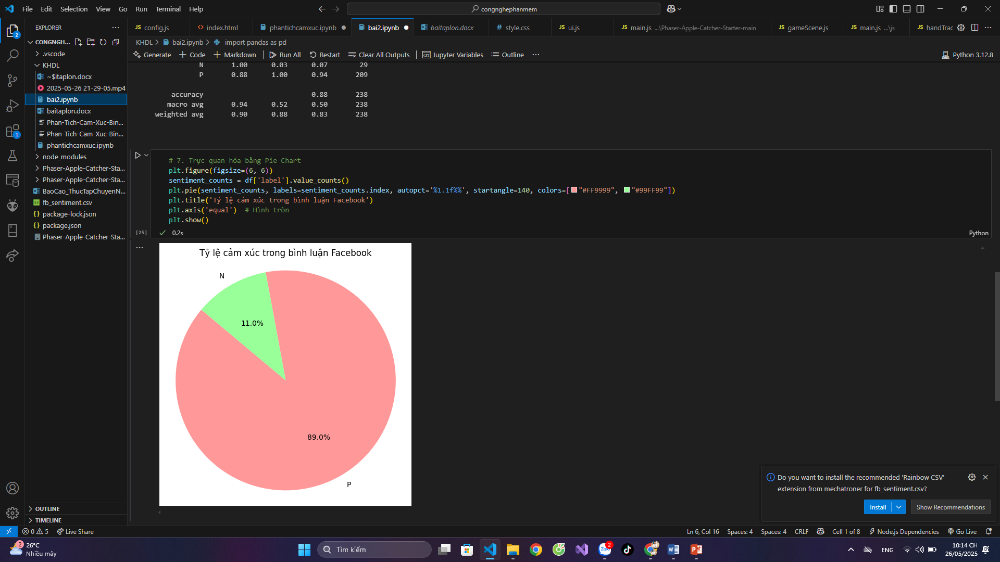 File Edit Selection View Go Run Terminal Help
congnghephanmem
EXPLORER
config.js
index.html
phantichcamxuc.ipynb
bai2.ipynb
baitaplon.docx
style.css
ui.js
main.js ...\Phaser-Apple-Catcher-Starter-main
gameScene.js
main.js ...\js
handTrac
CONGNGH...
KHDL > bai2.ipynb > import pandas as pd
Generate + Code + Markdown Run All Restart Clear All Outputs Jupyter Variables Outline ...
Python 3.12.8
.vscode
KHDL
~$itaplon.docx
2025-05-26 21-29-05.mp4
bai2.ipynb
baitaplon.docx
Phan-Tich-Cam-Xuc-Bin...
Phan-Tich-Cam-Xuc-Bin...
phantichcamxuc.ipynb
node_modules
Phaser-Apple-Catcher-Sta...
Phaser-Apple-Catcher-Sta...
BaoCao_ThucTapChuyenN...
fb_sentiment.csv
package-lock.json
package.json
Phaser-Apple-Catcher-Sta...
OUTLINE
TIMELINE
N 1.00 0.03 0.07 29
P 0.88 1.00 0.94 209
accuracy 0.88 238
macro avg 0.94 0.52 0.50 238
weighted avg 0.90 0.88 0.83 238
# 7. Trực quan hóa bằng Pie Chart
plt.figure(figsize=(6, 6))
sentiment_counts = df['label'].value_counts()
plt.pie(sentiment_counts, labels=sentiment_counts.index, autopct='%1.1f%%', startangle=140, colors=["#FF9999", "#99FF99"])
plt.title('Tỷ lệ cảm xúc trong bình luận Facebook')
plt.axis('equal')  # Hình tròn
plt.show()
[25] 0.2s
Python
Tỷ lệ cảm xúc trong bình luận Facebook
N
11.0%
89.0%
P
Do you want to install the recommended 'Rainbow CSV'
extension from mechatroner for fb_sentiment.csv?
Install
Show Recommendations
0 5 Live Share
Ln 6, Col 16 Spaces: 4 Spaces: 4 CRLF Cell 1 of 8 Node.js Dependencies Go Live
26°C
Nhiều mây
Tìm kiếm
ENG
10:14 CH
26/05/2025